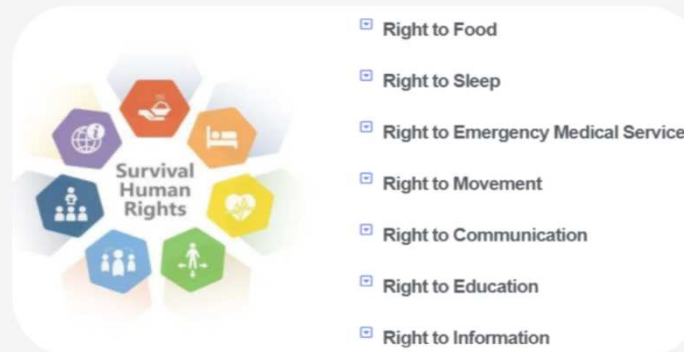 Survival
Human
Rights
Right to Food
Right to Sleep
Right to Emergency Medical Service
Right to Movement
Right to Communication
Right to Education
Right to Information